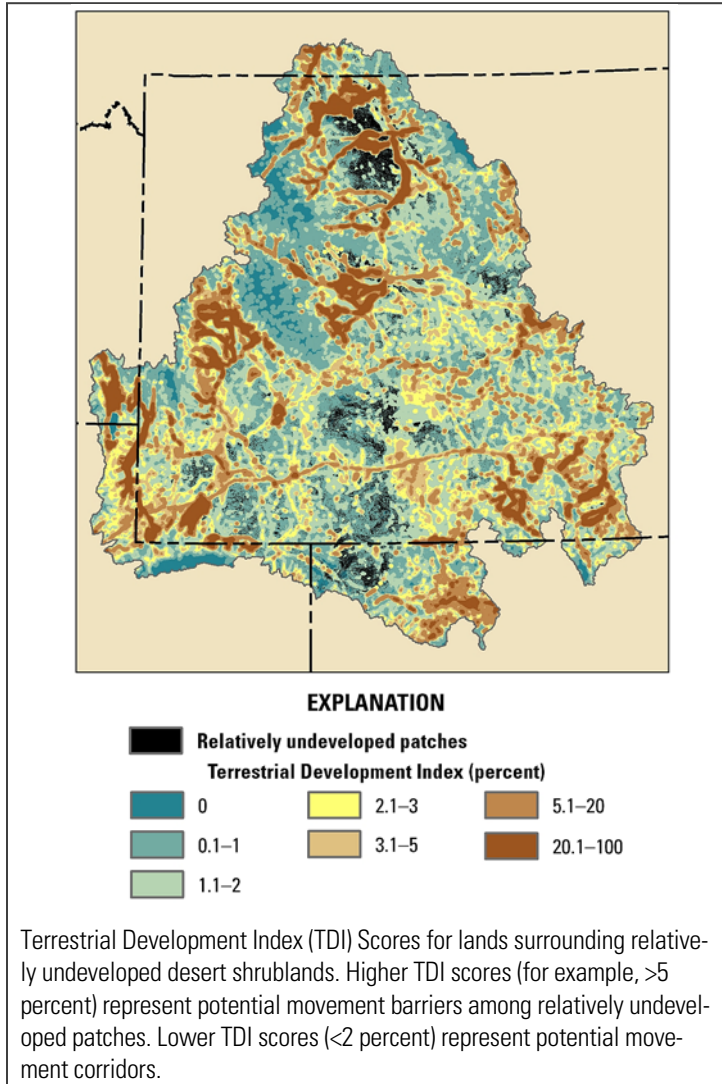 EXPLANATION
Relatively undeveloped patches
Terrestrial Development Index (percent)
0
0.1–1
1.1–2
2.1–3
3.1–5
5.1–20
20.1–100
Terrestrial Development Index (TDI) Scores for lands surrounding relative-
ly undeveloped desert shrublands. Higher TDI scores (for example, >5
percent) represent potential movement barriers among relatively undevel-
oped patches. Lower TDI scores (<2 percent) represent potential move-
ment corridors.